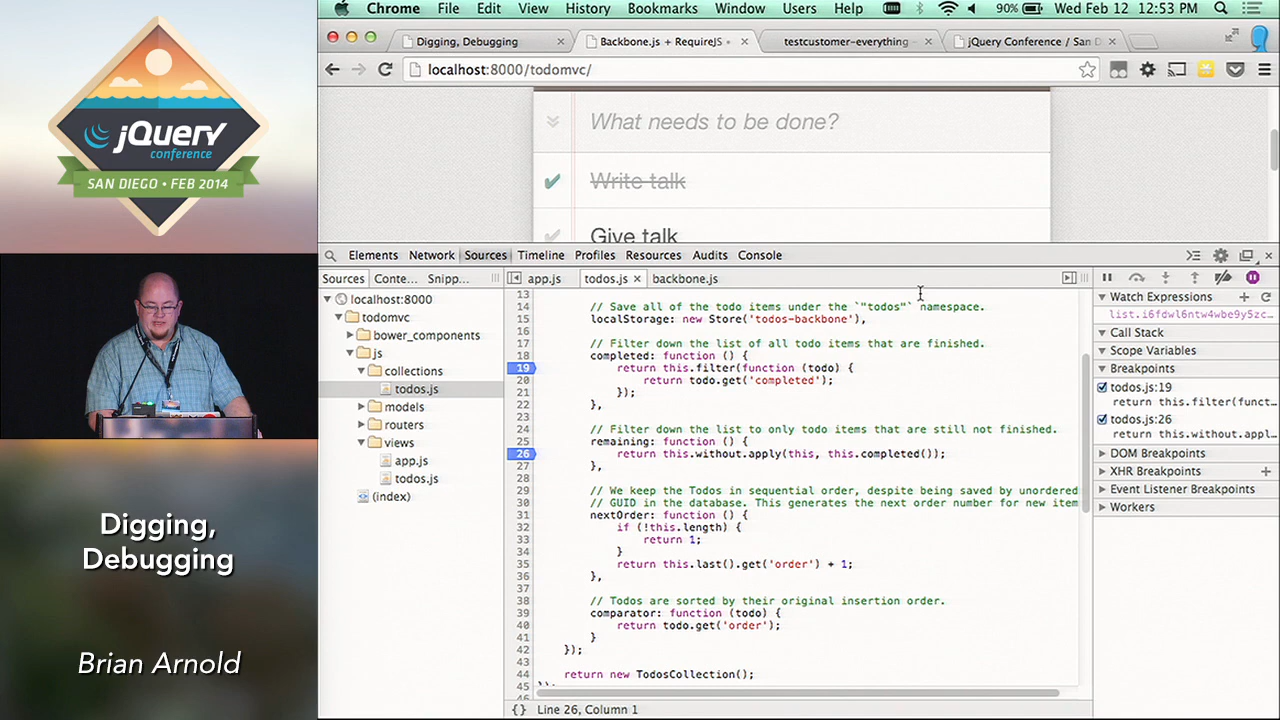 jQuery
conference
SAN DIEGO • FEB 2014
Digging,
Debugging
Brian Arnold
Chrome File Edit View History Bookmarks Window Users Help 90% Wed Feb 12 12:53 PM
Digging, Debugging
Backbone.js + RequireJS •
testcustomer-everything –
jQuery Conference / San D
localhost:8000/todomvc/
What needs to be done?
Write talk
Give talk
Elements Network Sources Timeline Profiles Resources Audits Console
Sources Conte... Snipp...
app.js todos.js × backbone.js
localhost:8000
todomvc
bower_components
js
collections
todos.js
models
routers
views
app.js
todos.js
(index)
13
14 // Save all of the todo items under the `"todos"` namespace.
15 localStorage: new Store('todos-backbone'),
16
17 // Filter down the list of all todo items that are finished.
18 completed: function () {
19 return this.filter(function (todo) {
20 return todo.get('completed');
21 });
22 },
23
24 // Filter down the list to only todo items that are still not finished.
25 remaining: function () {
26 return this.without.apply(this, this.completed());
27 },
28
29 // We keep the Todos in sequential order, despite being saved by unordered
30 // GUID in the database. This generates the next order number for new item
31 nextOrder: function () {
32 if (!this.length) {
33 return 1;
34 }
35 return this.last().get('order') + 1;
36 },
37
38 // Todos are sorted by their original insertion order.
39 comparator: function (todo) {
40 return todo.get('order');
41 }
42 });
43
44 return new TodosCollection();
45
{} Line 26, Column 1
Watch Expressions
list.i6fdwl6ntw4wbe9y5zc...
Call Stack
Scope Variables
Breakpoints
todos.js:19
return this.filter(funct...
todos.js:26
return this.without.appl...
DOM Breakpoints
XHR Breakpoints
Event Listener Breakpoints
Workers